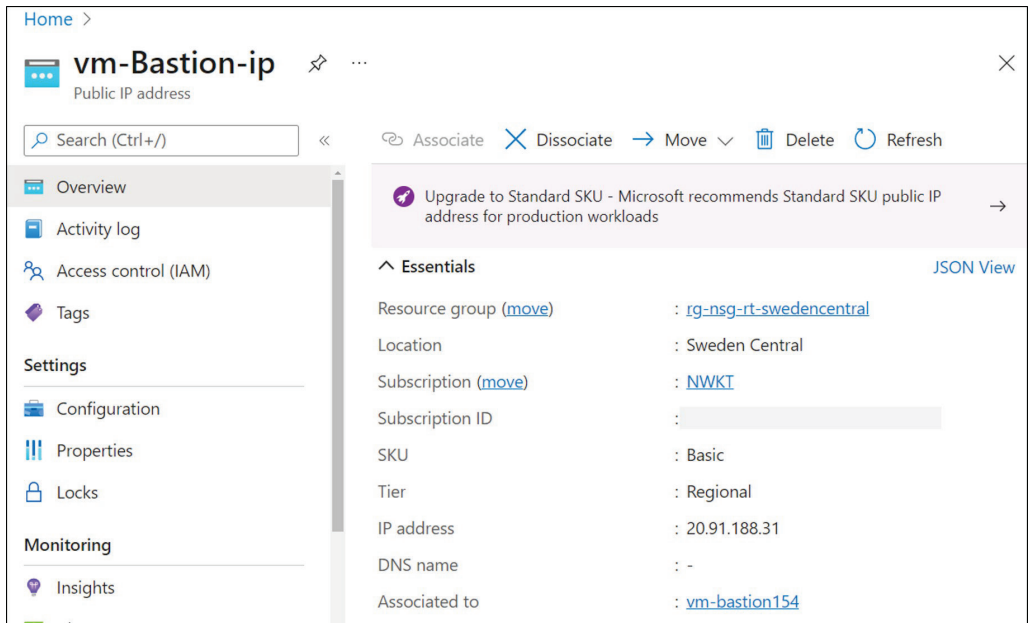 Home >
vm-Bastion-ip
Public IP address
Search (Ctrl+/)
«
Associate
Dissociate
Move
Delete
Refresh
Overview
Activity log
Access control (IAM)
Tags
Settings
Configuration
Properties
Locks
Monitoring
Insights
Upgrade to Standard SKU - Microsoft recommends Standard SKU public IP
address for production workloads
Essentials
JSON View
Resource group (move) : rg-nsg-rt-swedencentral
Location : Sweden Central
Subscription (move) : NWKT
Subscription ID :
SKU : Basic
Tier : Regional
IP address : 20.91.188.31
DNS name : -
Associated to : vm-bastion154